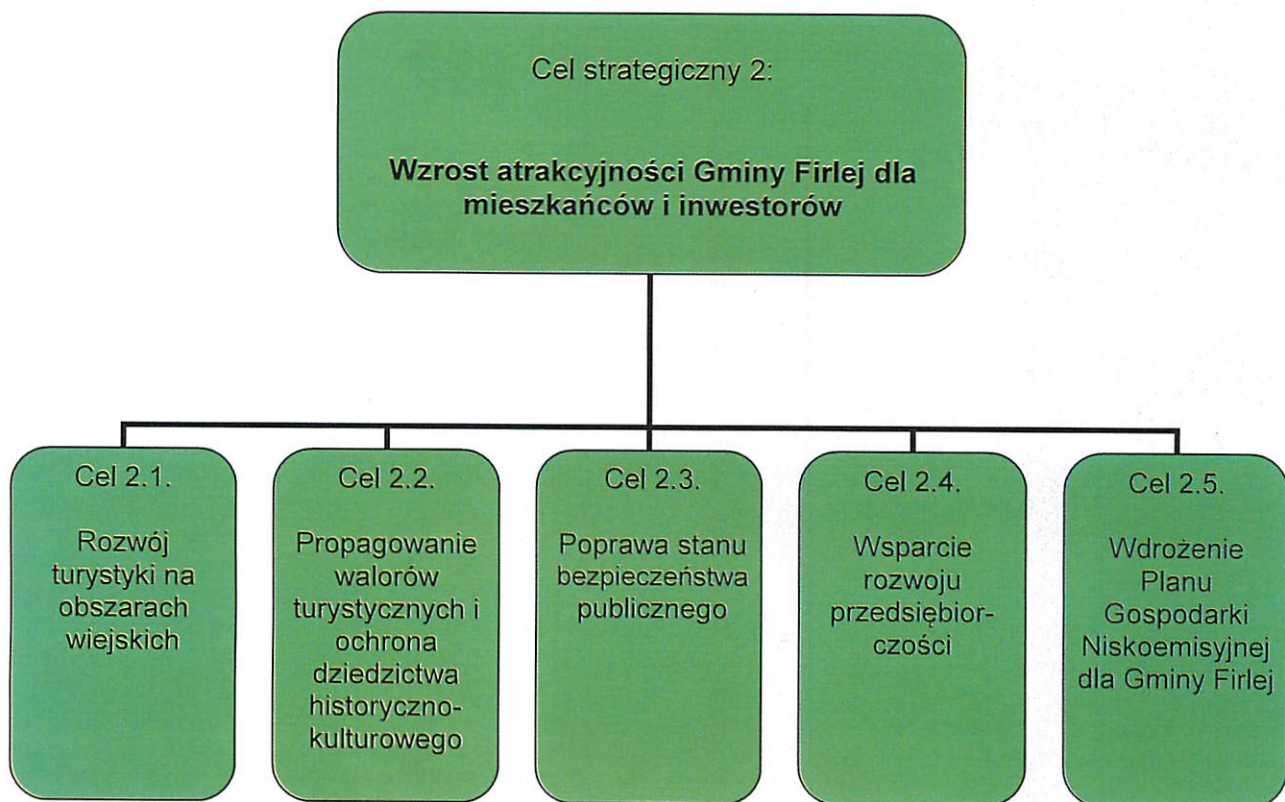 Cel strategiczny 2:
Wzrost atrakcyjności Gminy Firlej dla
mieszkańców i inwestorów
Cel 2.1.
Rozwój
turystyki na
obszarach
wiejskich
Cel 2.2.
Propagowanie
walorów
turystycznych i
ochrona
dziedzictwa
historyczno-
kulturowego
Cel 2.3.
Poprawa stanu
bezpieczeństwa
publicznego
Cel 2.4.
Wsparcie
rozwoju
przedsiębior-
czości
Cel 2.5.
Wdrożenie
Planu
Gospodarki
Niskoemisyjnej
dla Gminy Firlej